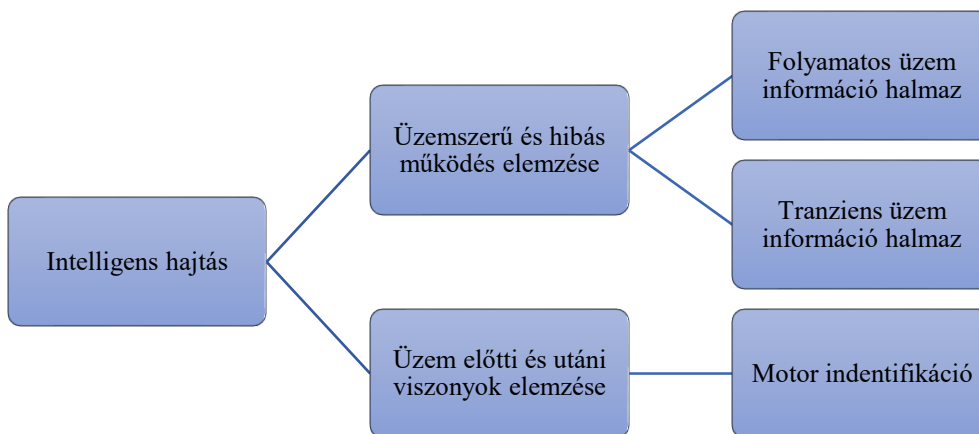 Intelligens hajtás
Üzemszerű és hibás
működés elemzése
Folyamatos üzem
információ halmaz
Tranziens üzem
információ halmaz
Üzem előtti és utáni
viszonyok elemzése
Motor indentifikáció